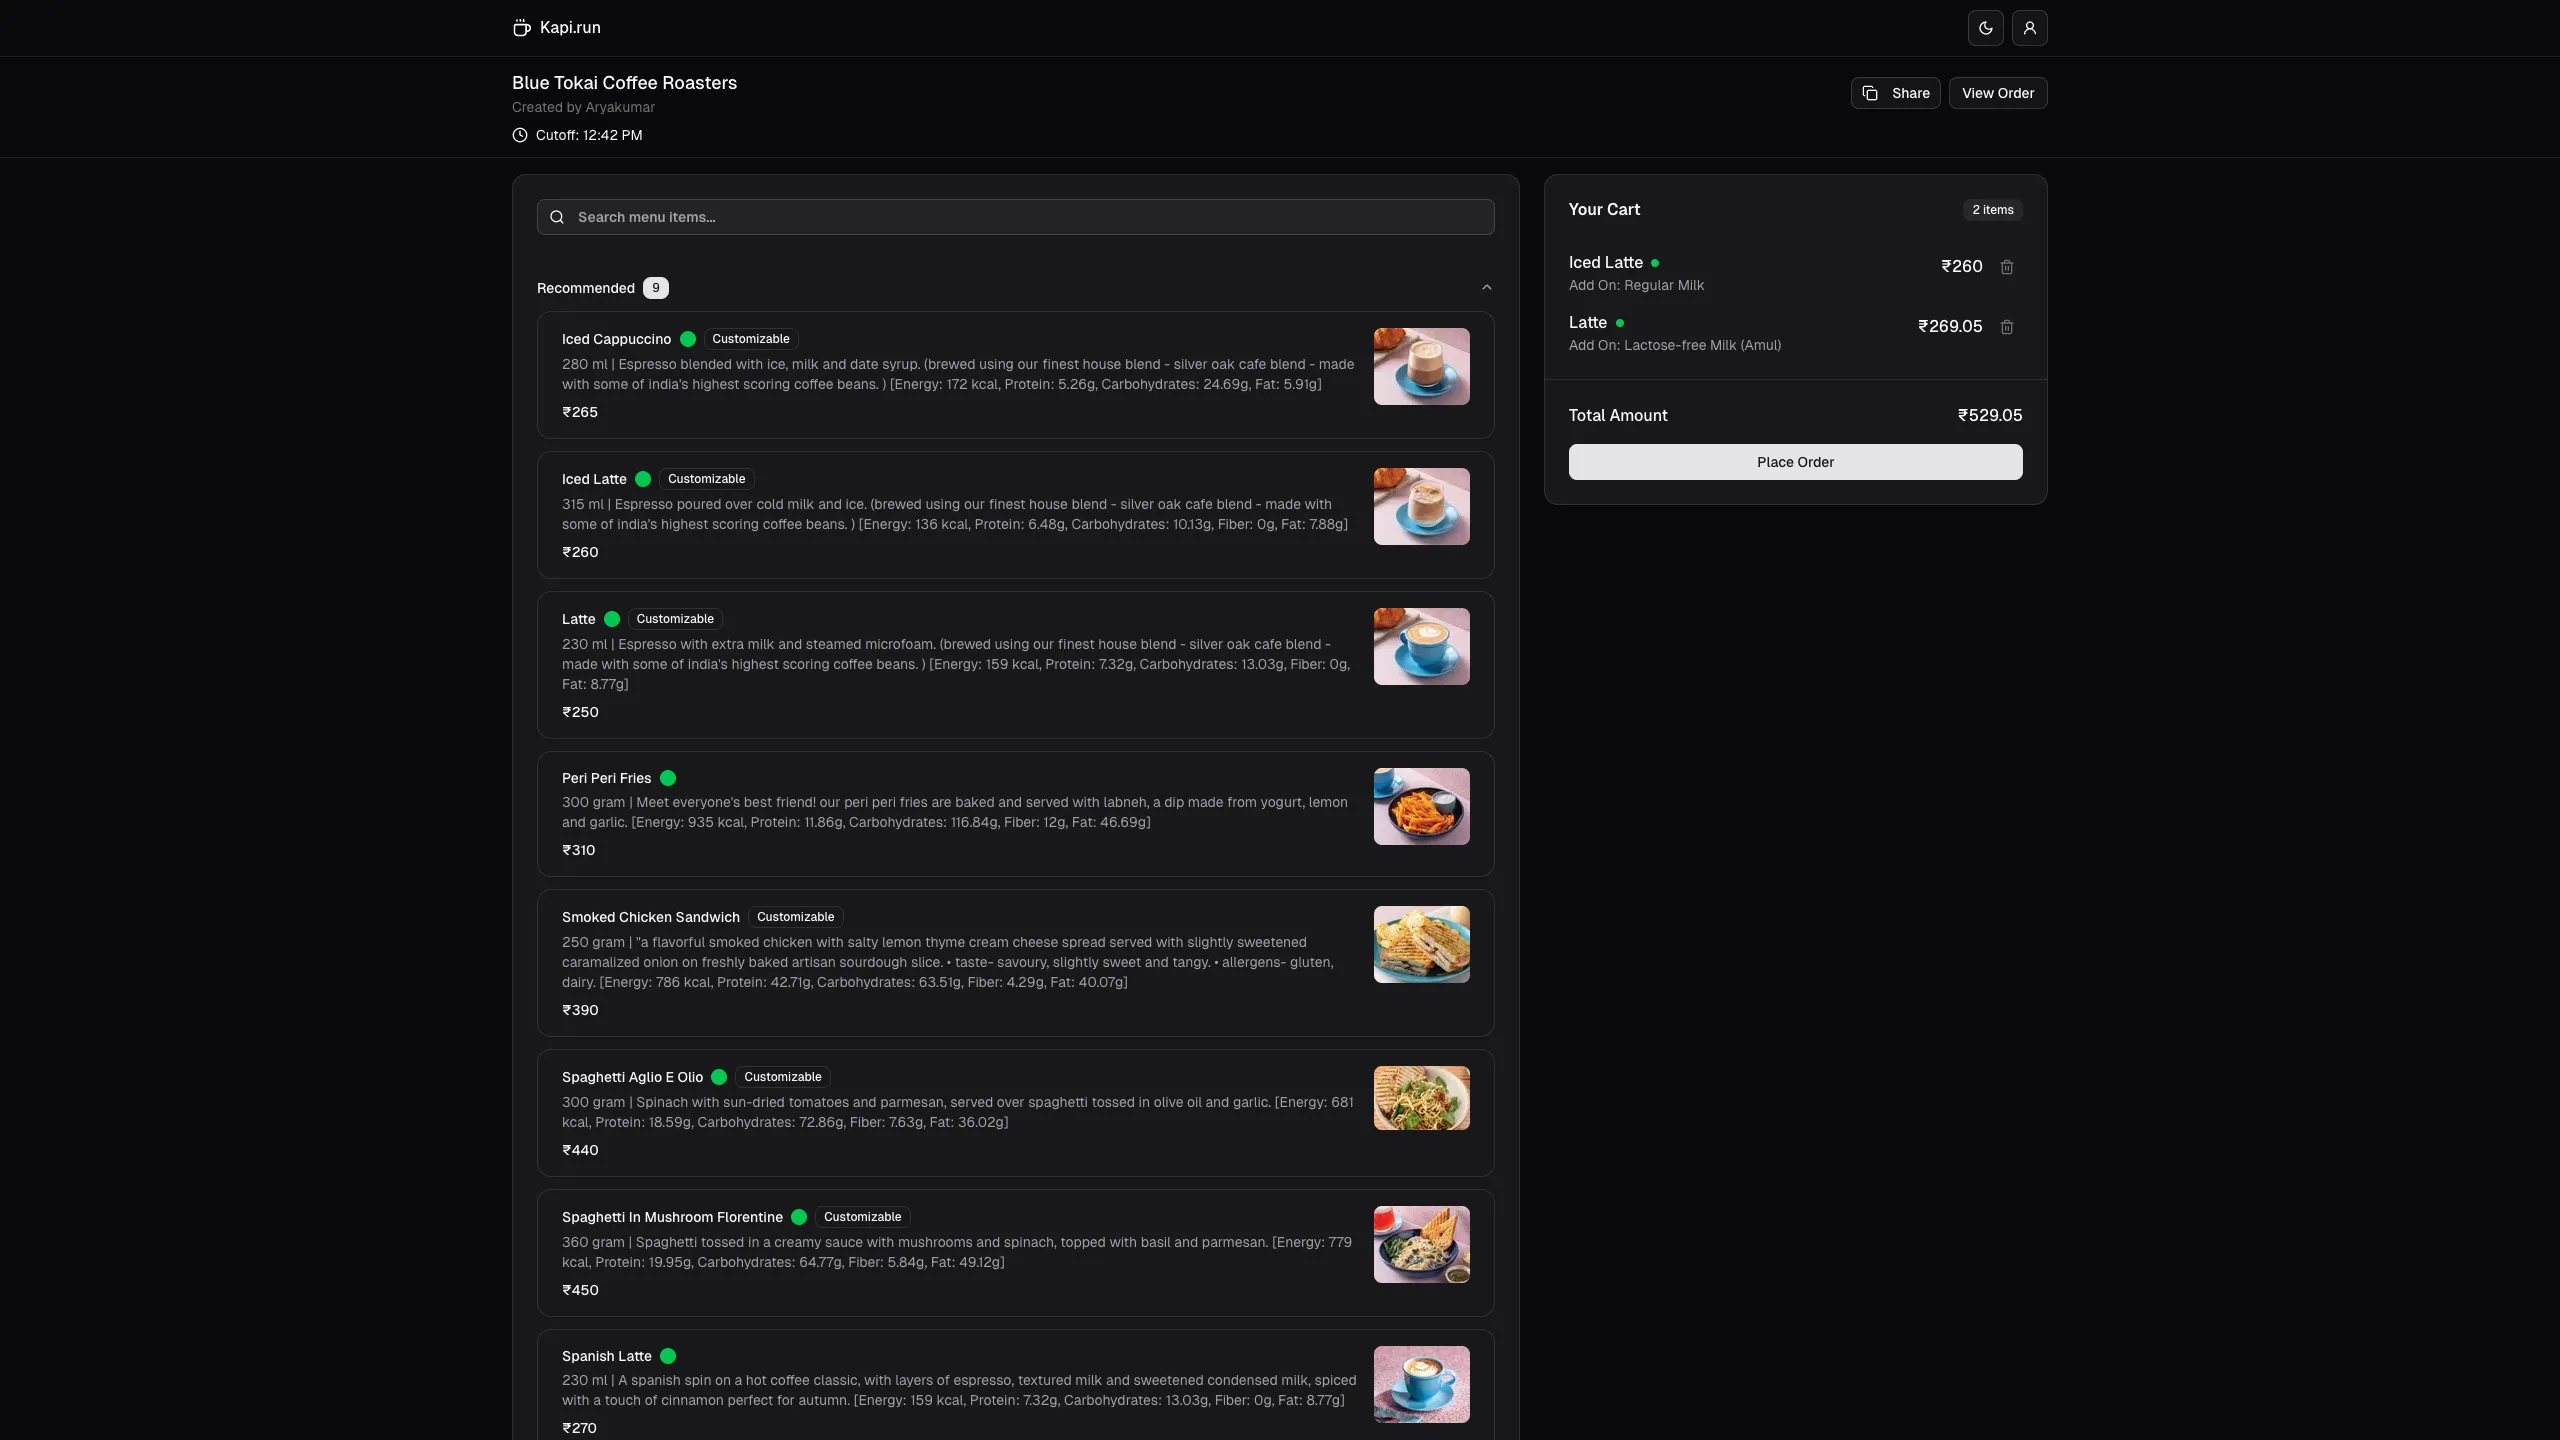 Kapi.run
Blue Tokai Coffee Roasters
Created by Aryakumar
Cutoff: 12:42 PM
Share
View Order
Search menu items...
Recommended 9
Iced Cappuccino Customizable
280 ml | Espresso blended with ice, milk and date syrup. (brewed using our finest house blend - silver oak cafe blend - made
with some of india's highest scoring coffee beans. ) [Energy: 172 kcal, Protein: 5.26g, Carbohydrates: 24.69g, Fat: 5.91g]
₹265
Iced Latte Customizable
315 ml | Espresso poured over cold milk and ice. (brewed using our finest house blend - silver oak cafe blend - made with
some of india's highest scoring coffee beans. ) [Energy: 136 kcal, Protein: 6.48g, Carbohydrates: 10.13g, Fiber: 0g, Fat: 7.88g]
₹260
Latte Customizable
230 ml | Espresso with extra milk and steamed microfoam. (brewed using our finest house blend - silver oak cafe blend -
made with some of india's highest scoring coffee beans. ) [Energy: 159 kcal, Protein: 7.32g, Carbohydrates: 13.03g, Fiber: 0g,
Fat: 8.77g]
₹250
Peri Peri Fries
300 gram | Meet everyone's best friend! our peri peri fries are baked and served with labneh, a dip made from yogurt, lemon
and garlic. [Energy: 935 kcal, Protein: 11.86g, Carbohydrates: 116.84g, Fiber: 12g, Fat: 46.69g]
₹310
Smoked Chicken Sandwich Customizable
250 gram | "a flavorful smoked chicken with salty lemon thyme cream cheese spread served with slightly sweetened
caramalized onion on freshly baked artisan sourdough slice. • taste- savoury, slightly sweet and tangy. • allergens- gluten,
dairy. [Energy: 786 kcal, Protein: 42.71g, Carbohydrates: 63.51g, Fiber: 4.29g, Fat: 40.07g]
₹390
Spaghetti Aglio E Olio Customizable
300 gram | Spinach with sun-dried tomatoes and parmesan, served over spaghetti tossed in olive oil and garlic. [Energy: 681
kcal, Protein: 18.59g, Carbohydrates: 72.86g, Fiber: 7.63g, Fat: 36.02g]
₹440
Spaghetti In Mushroom Florentine Customizable
360 gram | Spaghetti tossed in a creamy sauce with mushrooms and spinach, topped with basil and parmesan. [Energy: 779
kcal, Protein: 19.95g, Carbohydrates: 64.77g, Fiber: 5.84g, Fat: 49.12g]
₹450
Spanish Latte
230 ml | A spanish spin on a hot coffee classic, with layers of espresso, textured milk and sweetened condensed milk, spiced
with a touch of cinnamon perfect for autumn. [Energy: 159 kcal, Protein: 7.32g, Carbohydrates: 13.03g, Fiber: 0g, Fat: 8.77g]
₹270
Your Cart 2 items
Iced Latte ₹260
Add On: Regular Milk
Latte ₹269.05
Add On: Lactose-free Milk (Amul)
Total Amount ₹529.05
Place Order